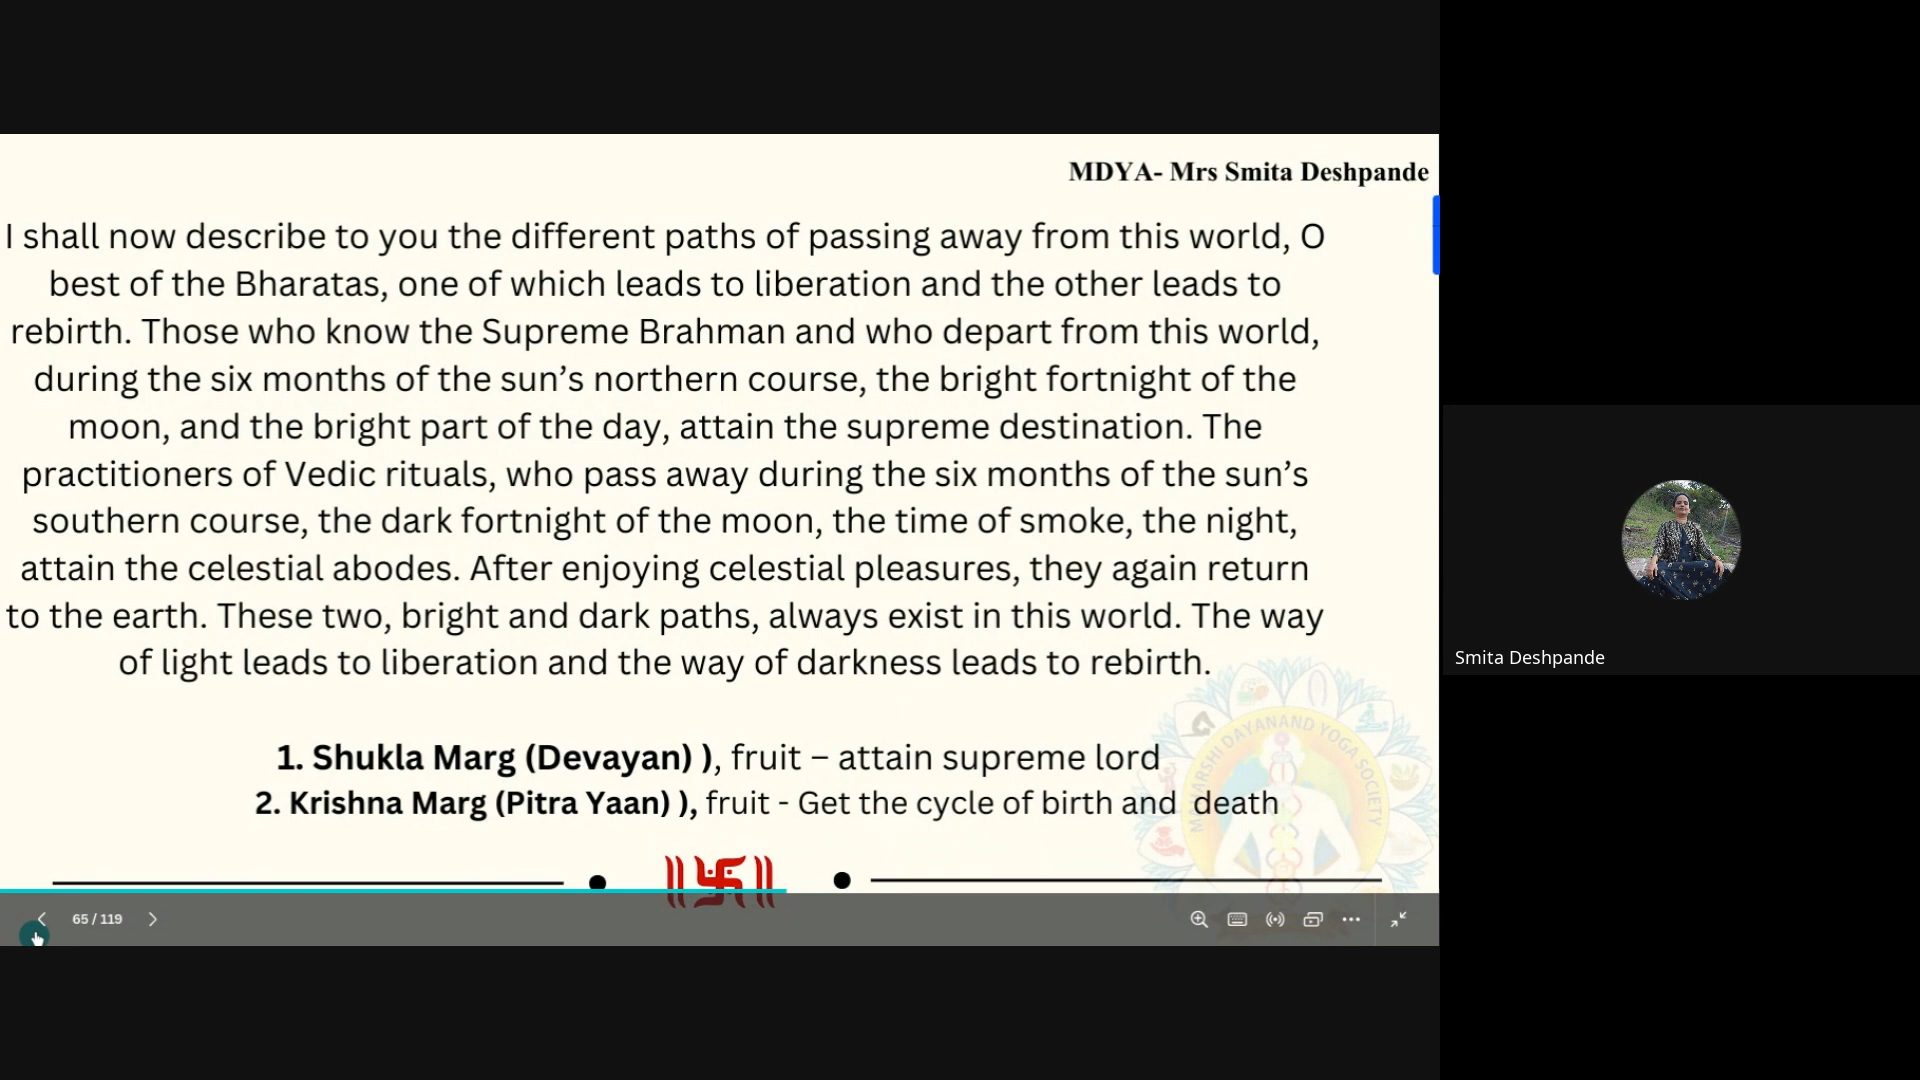 MDYA- Mrs Smita Deshpande
I shall now describe to you the different paths of passing away from this world, O
best of the Bharatas, one of which leads to liberation and the other leads to
rebirth. Those who know the Supreme Brahman and who depart from this world,
during the six months of the sun’s northern course, the bright fortnight of the
moon, and the bright part of the day, attain the supreme destination. The
practitioners of Vedic rituals, who pass away during the six months of the sun’s
southern course, the dark fortnight of the moon, the time of smoke, the night,
attain the celestial abodes. After enjoying celestial pleasures, they again return
to the earth. These two, bright and dark paths, always exist in this world. The way
of light leads to liberation and the way of darkness leads to rebirth.
1. Shukla Marg (Devayan) ), fruit – attain supreme lord
2. Krishna Marg (Pitra Yaan) ), fruit - Get the cycle of birth and death
MAHARSHI DAYANAND YOGA SOCIETY
65 / 119
Smita Deshpande